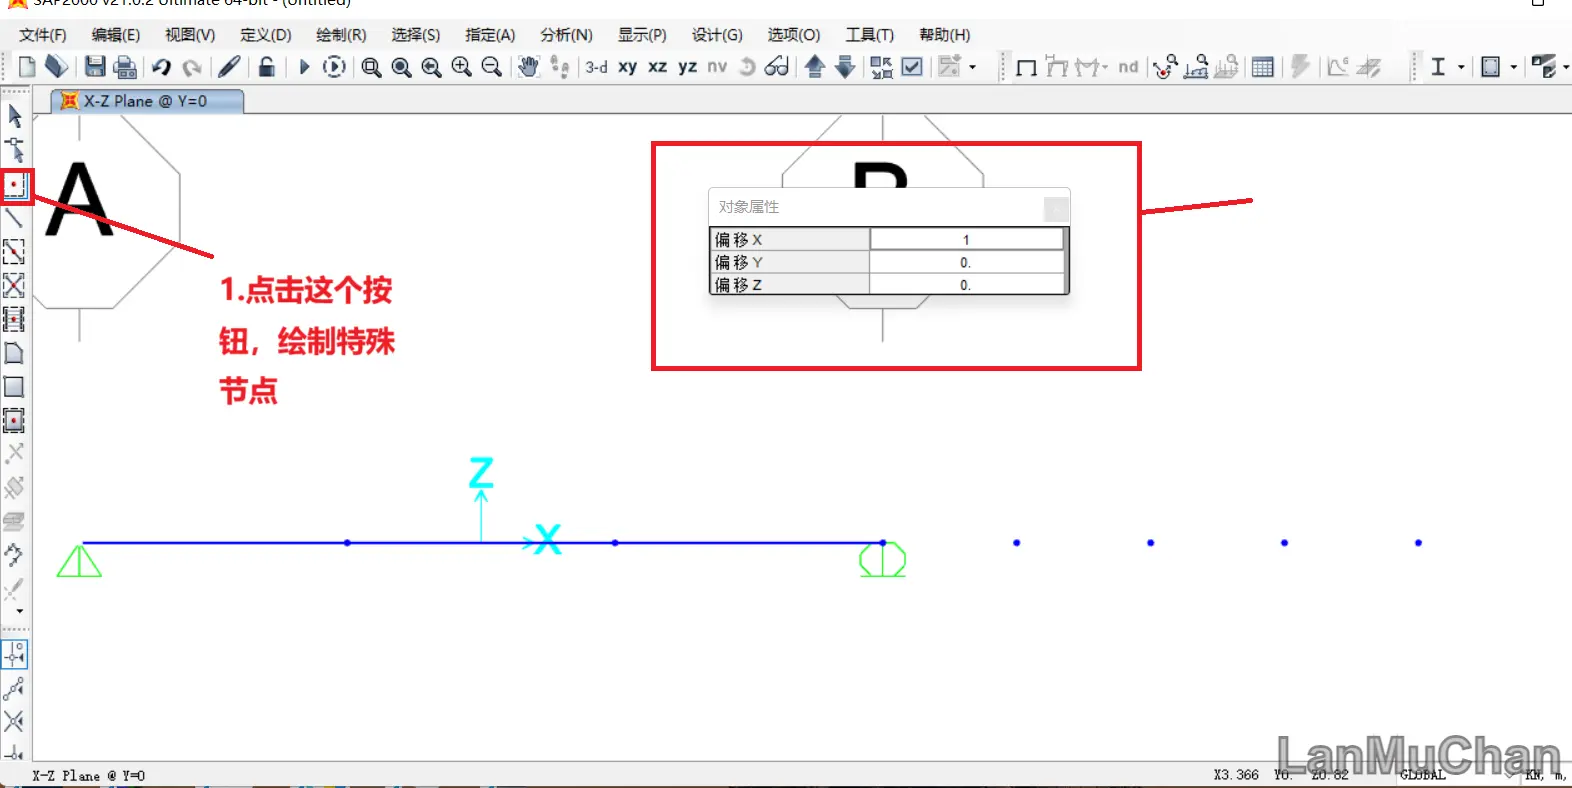 SAP2000 v21.0.2 Ultimate 64-bit - (Untitled)
文件(F) 编辑(E) 视图(V) 定义(D) 绘制(R) 选择(S) 指定(A) 分析(N) 显示(P) 设计(G) 选项(O) 工具(T) 帮助(H)
3-d xy xz yz nv nd
X-Z Plane @ Y=0
A
B
对象属性
偏移X 1
偏移Y 0.
偏移Z 0.
1.点击这个按
钮，绘制特殊
节点
Z
X
LanMuChan
X-Z Plane @ Y=0 X3.366 Y0. Z0.82 GLOBAL KN, m,